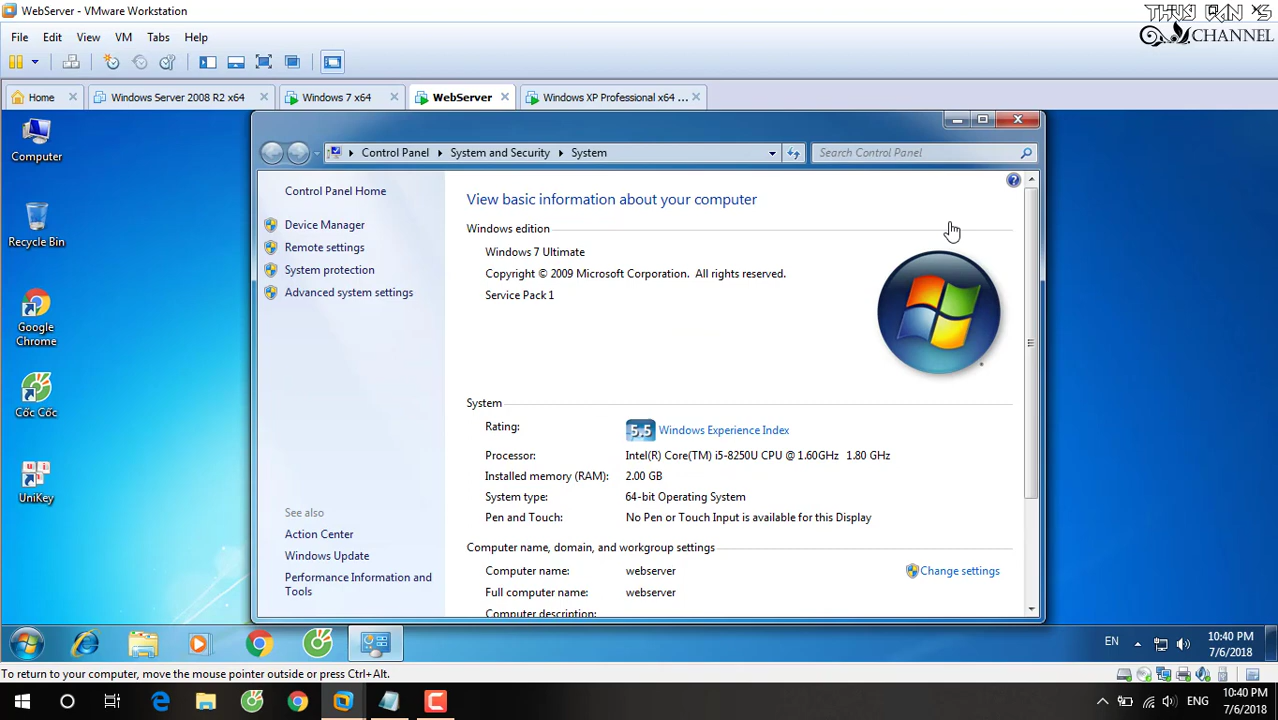 WebServer - VMware Workstation
THUY VAN'S
CHANNEL
File Edit View VM Tabs Help
Home
Windows Server 2008 R2 x64
Windows 7 x64
WebServer
Windows XP Professional x64 ...
Computer
Recycle Bin
Google
Chrome
Cốc Cốc
UniKey
Control Panel System and Security System
Search Control Panel
Control Panel Home
Device Manager
Remote settings
System protection
Advanced system settings
See also
Action Center
Windows Update
Performance Information and
Tools
View basic information about your computer
Windows edition
Windows 7 Ultimate
Copyright © 2009 Microsoft Corporation. All rights reserved.
Service Pack 1
System
Rating: 5.5 Windows Experience Index
Processor: Intel(R) Core(TM) i5-8250U CPU @ 1.60GHz 1.80 GHz
Installed memory (RAM): 2.00 GB
System type: 64-bit Operating System
Pen and Touch: No Pen or Touch Input is available for this Display
Computer name, domain, and workgroup settings
Computer name: webserver
Change settings
Full computer name: webserver
Computer description:
EN
10:40 PM
7/6/2018
To return to your computer, move the mouse pointer outside or press Ctrl+Alt.
ENG
10:40 PM
7/6/2018